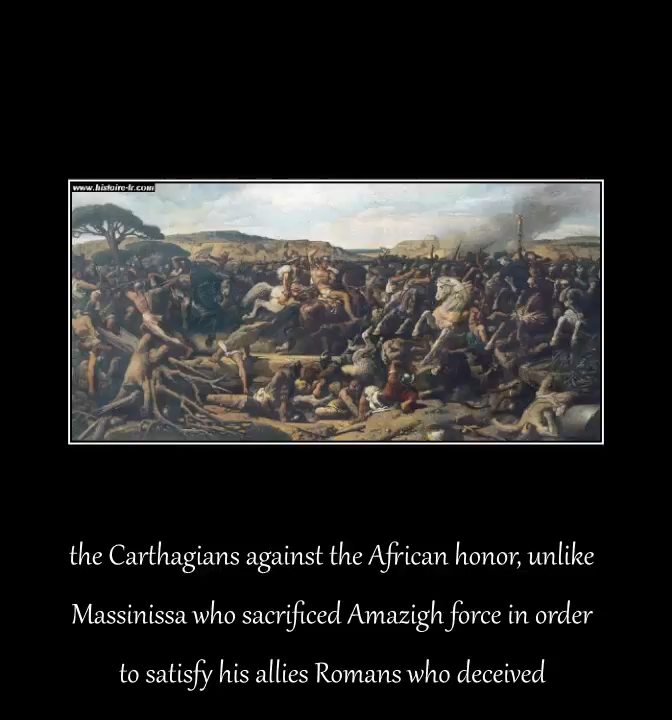 www.histoire-fr.com
the Carthagians against the African honor, unlike
Massinissa who sacrificed Amazigh force in order
to satisfy his allies Romans who deceived